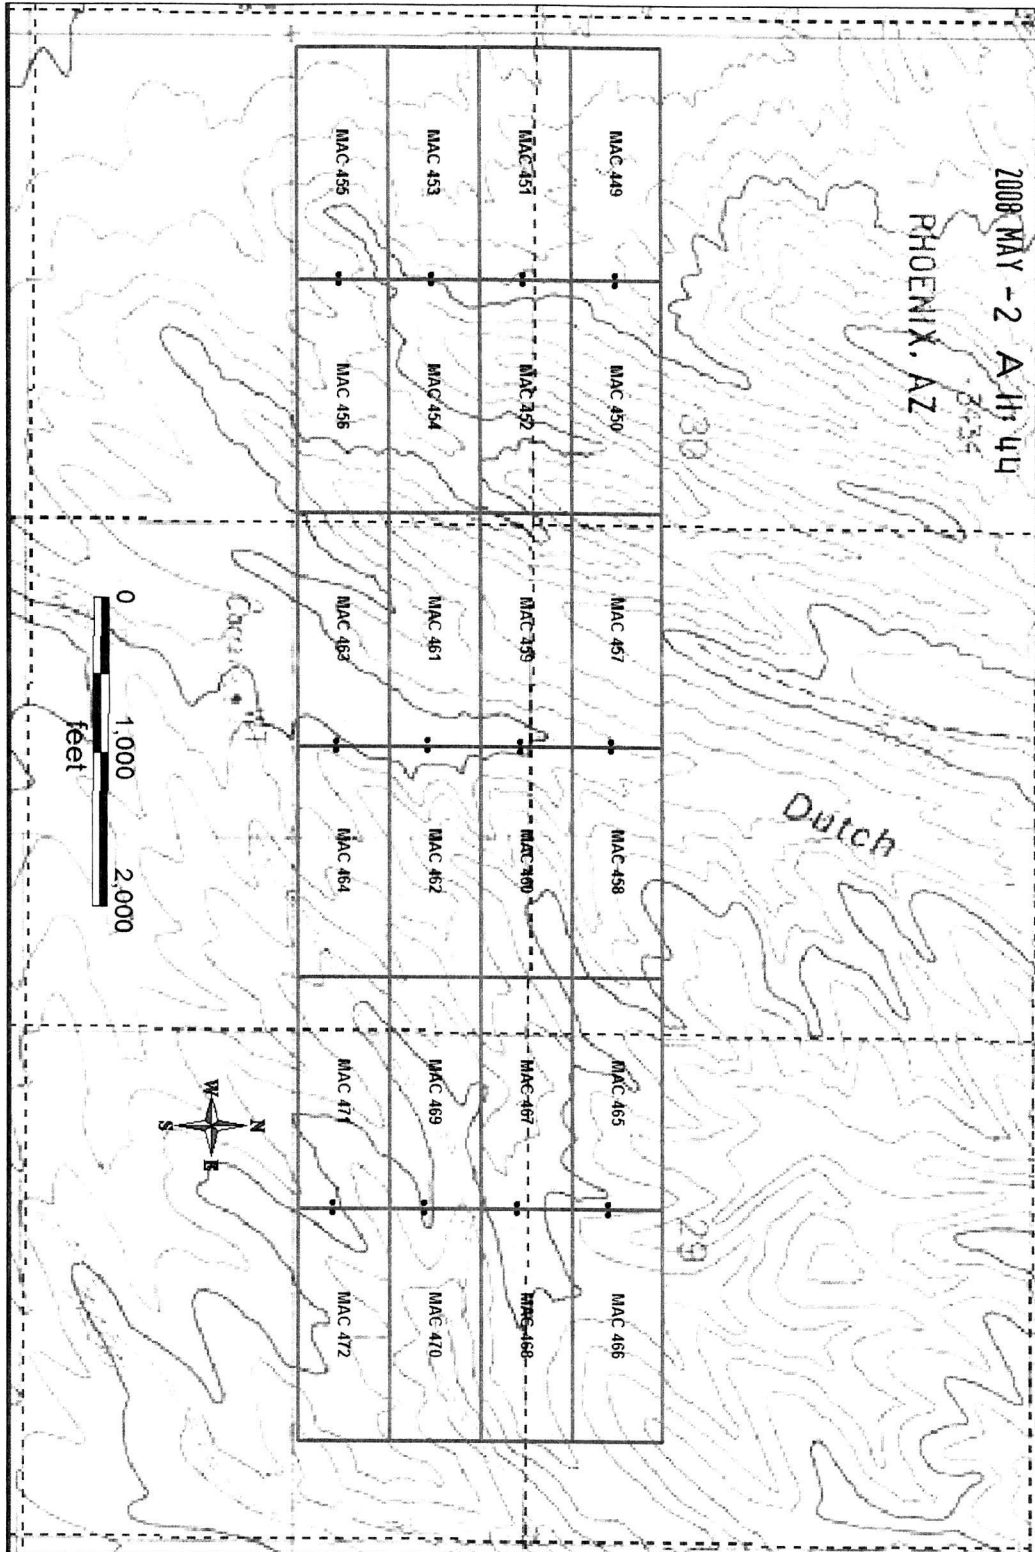 2008 MAY -2 A 11: 44
PHOENIX, AZ
3434
30
29
Dutch
MAC 449
MAC 450
MAC 457
MAC 458
MAC 465
MAC 466
MAC 451
MAC 452
MAC 459
MAC 460
MAC 467
MAC 468
MAC 453
MAC 454
MAC 461
MAC 462
MAC 469
MAC 470
MAC 455
MAC 456
MAC 463
MAC 464
MAC 471
MAC 472
0 1,000 2,000
feet
N
W
E
S